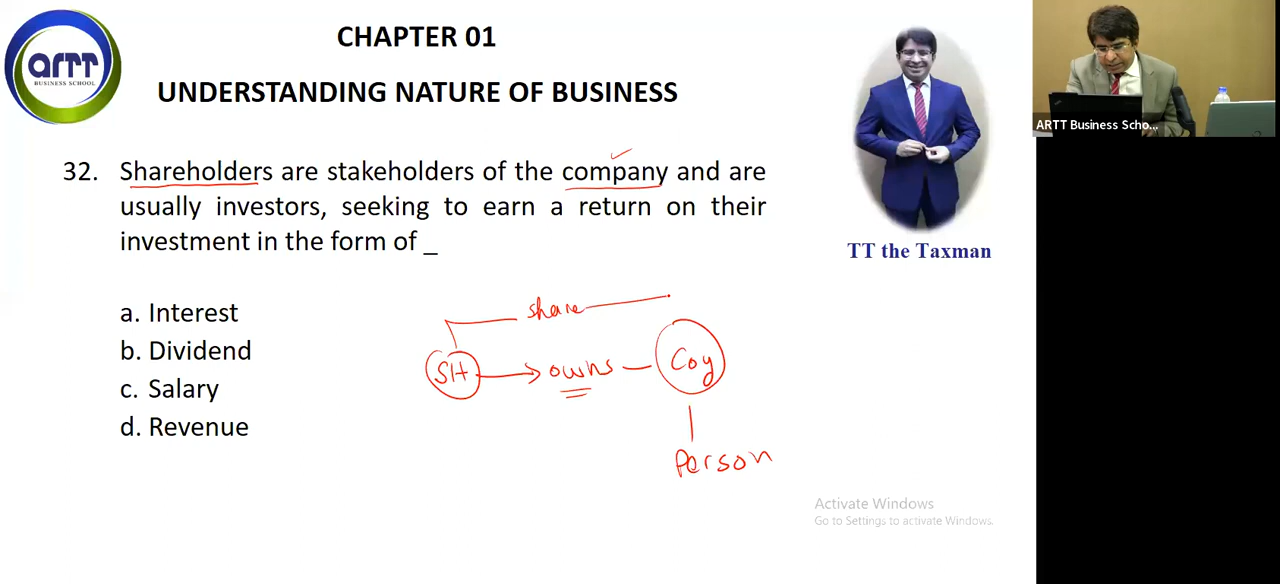 ARTT
BUSINESS SCHOOL
CHAPTER 01
UNDERSTANDING NATURE OF BUSINESS
32. Shareholders are stakeholders of the company and are
usually investors, seeking to earn a return on their
investment in the form of _
a. Interest
b. Dividend
c. Salary
d. Revenue
share
SH owns Coy
Person
TT the Taxman
ARTT Business Scho...
Activate Windows
Go to Settings to activate Windows.